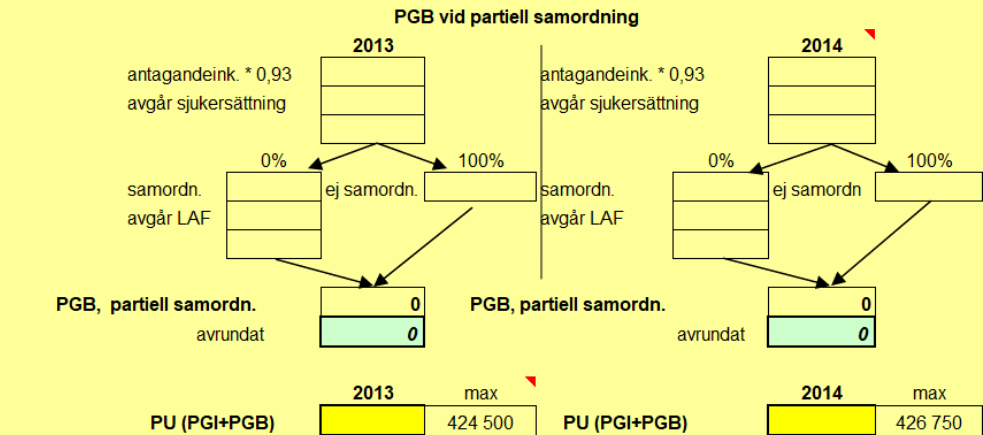 PGB vid partiell samordning
2013 2014
antagandeink. * 0,93 antagandeink. * 0,93
avgår sjukersättning avgår sjukersättning
0% 100% 0% 100%
samordn. ej samordn. samordn. ej samordn
avgår LAF avgår LAF
PGB, partiell samordn. 0 PGB, partiell samordn. 0
avrundat 0 avrundat 0
2013 max 2014 max
PU (PGI+PGB) 424 500 PU (PGI+PGB) 426 750